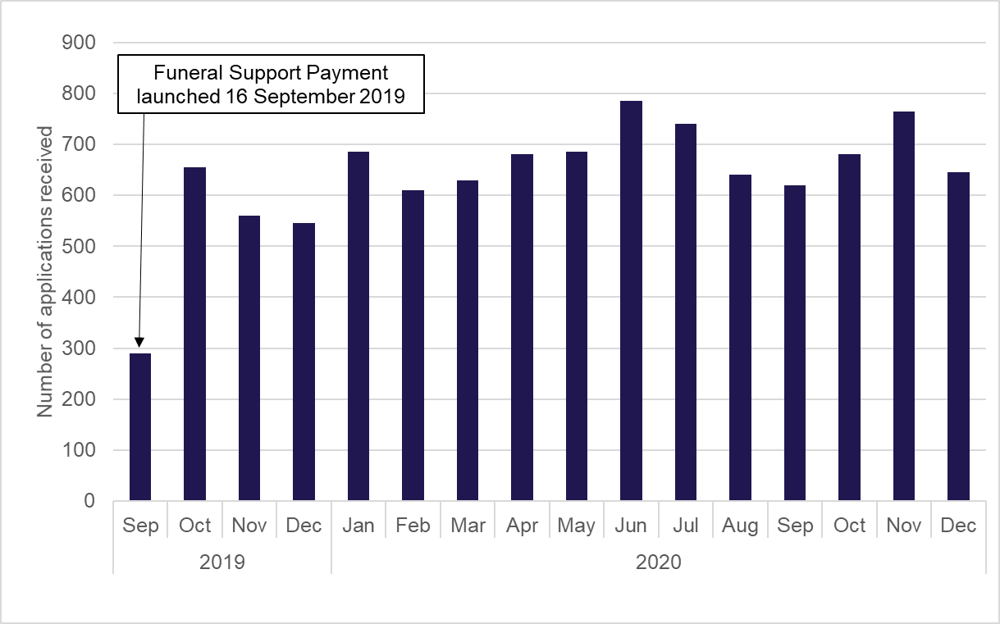 Funeral Support Payment
launched 16 September 2019
Number of applications received
900
800
700
600
500
400
300
200
100
0
Sep Oct Nov Dec Jan Feb Mar Apr May Jun Jul Aug Sep Oct Nov Dec
2019 2020